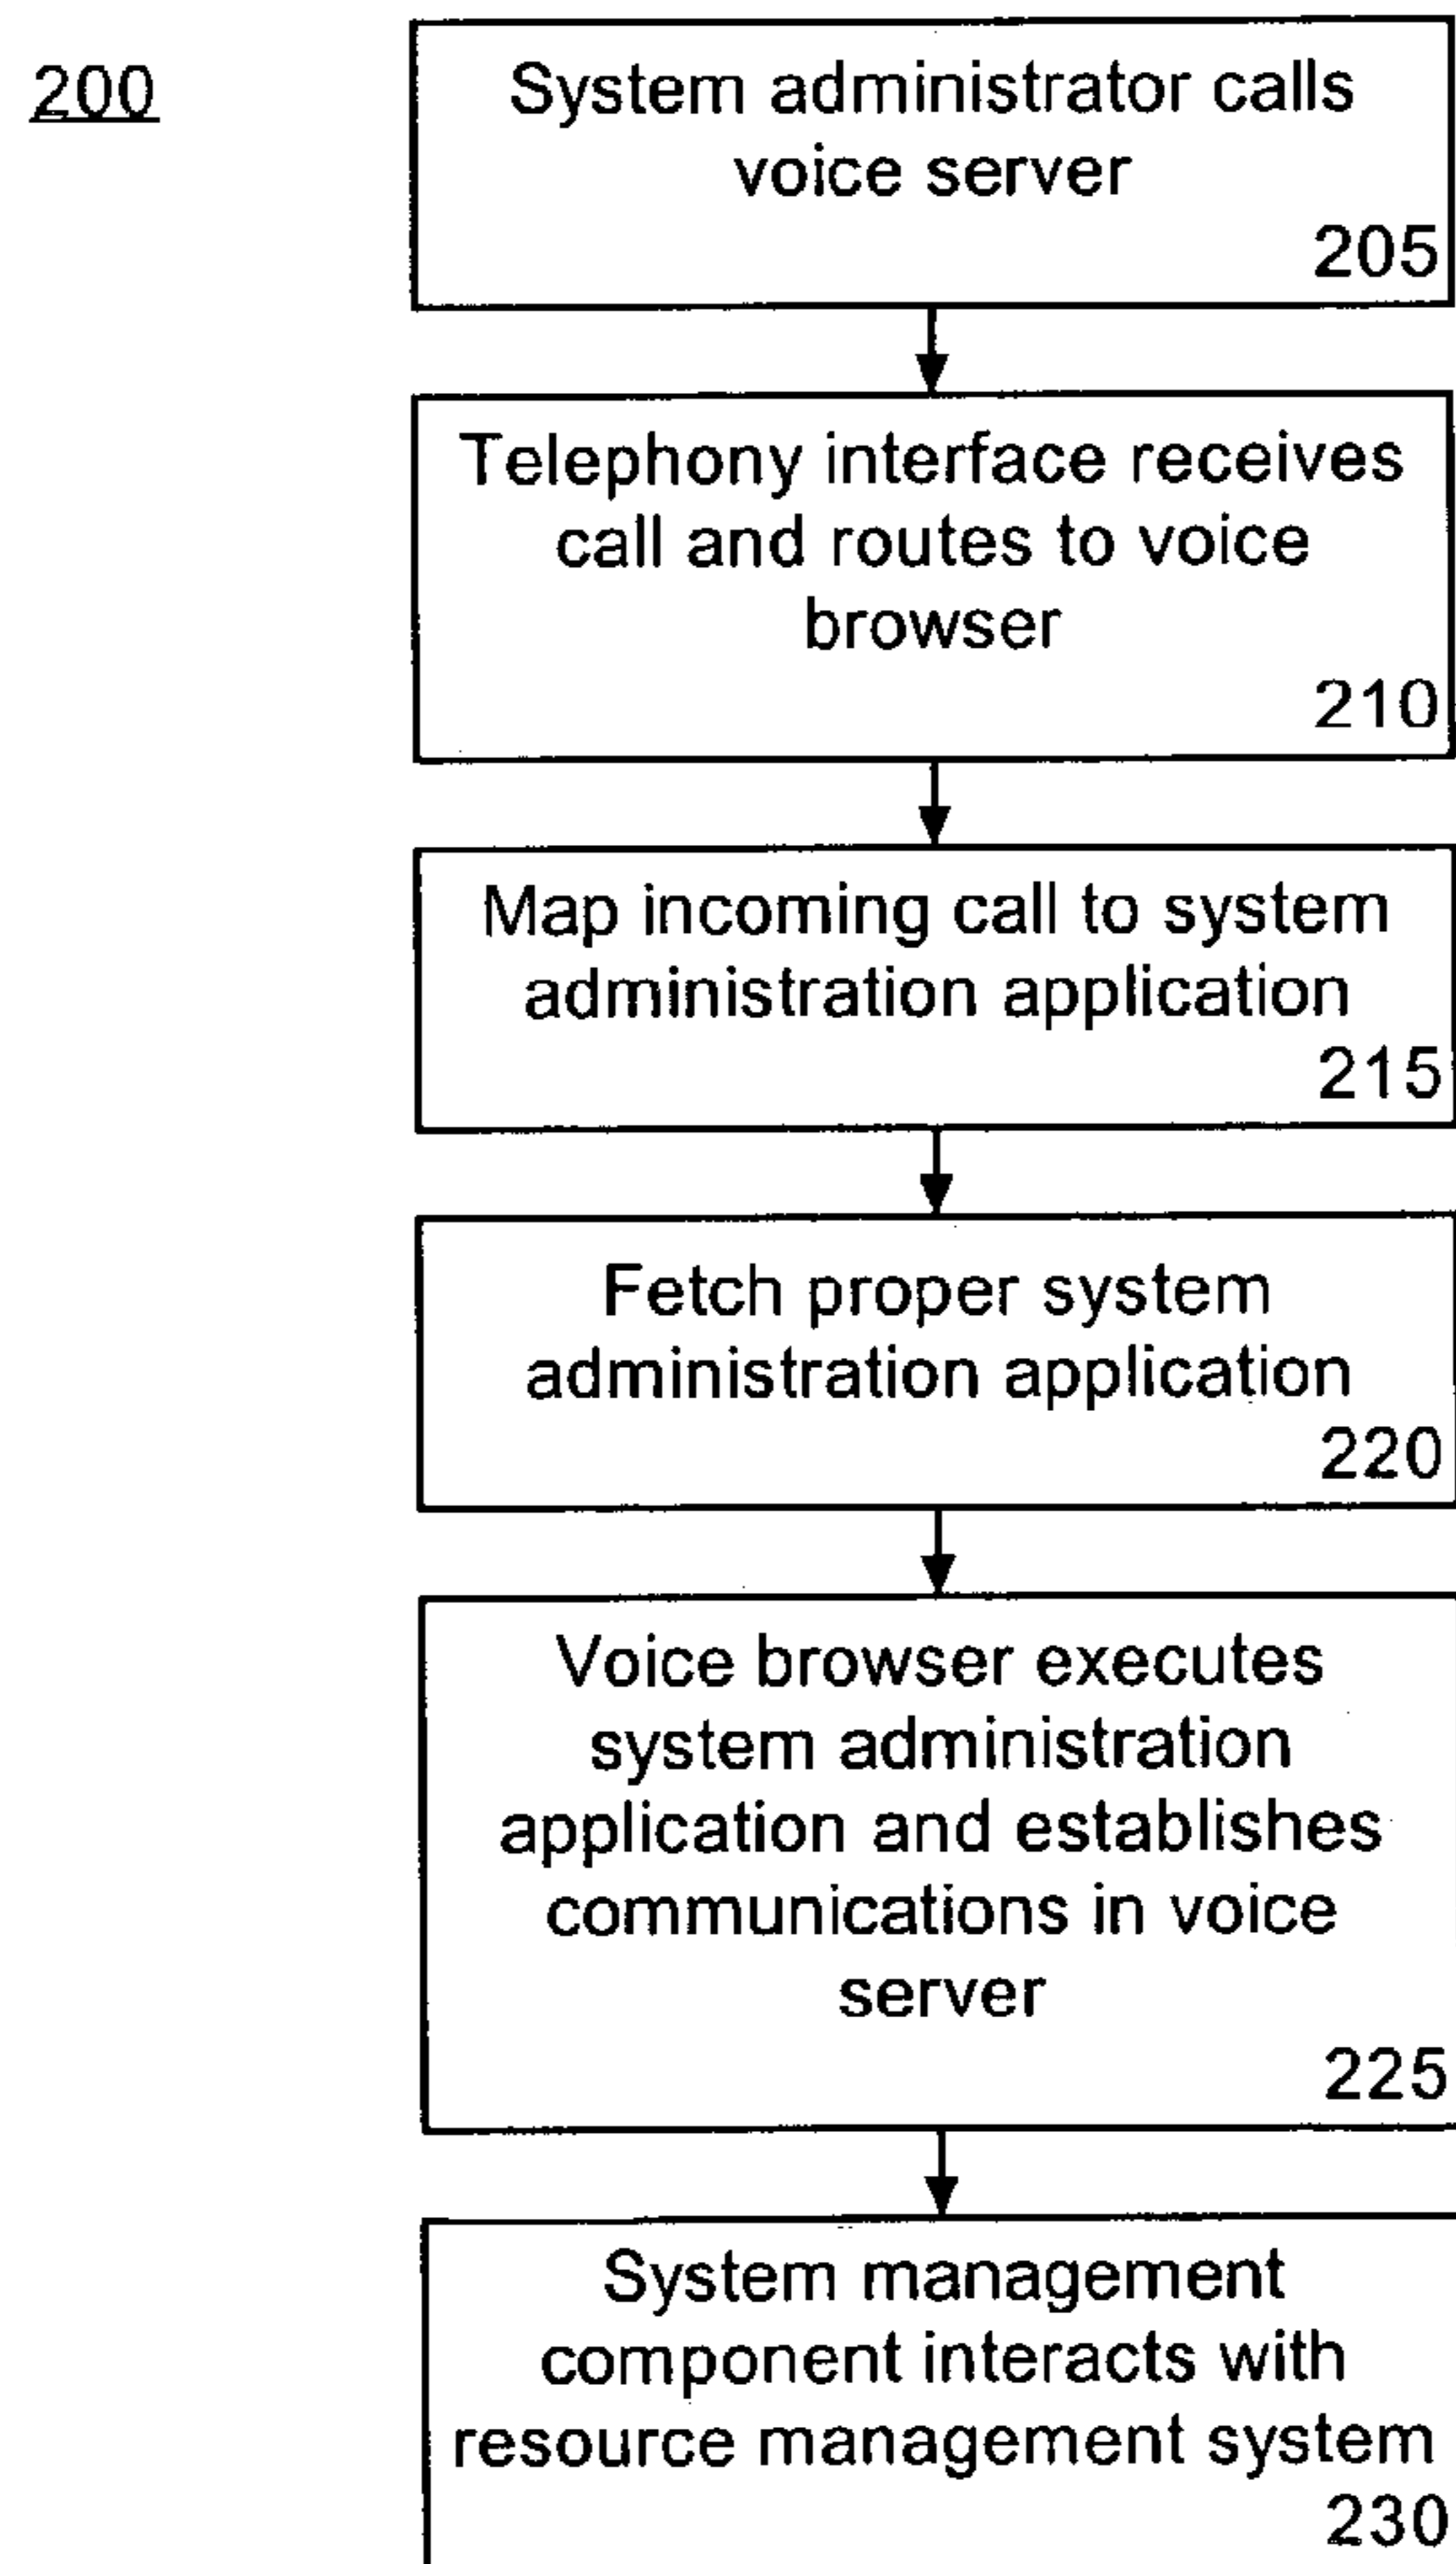 200
System administrator calls
voice server
205
Telephony interface receives
call and routes to voice
browser
210
Map incoming call to system
administration application
215
Fetch proper system
administration application
220
Voice browser executes
system administration
application and establishes
communications in voice
server
225
System management
component interacts with
resource management system
230